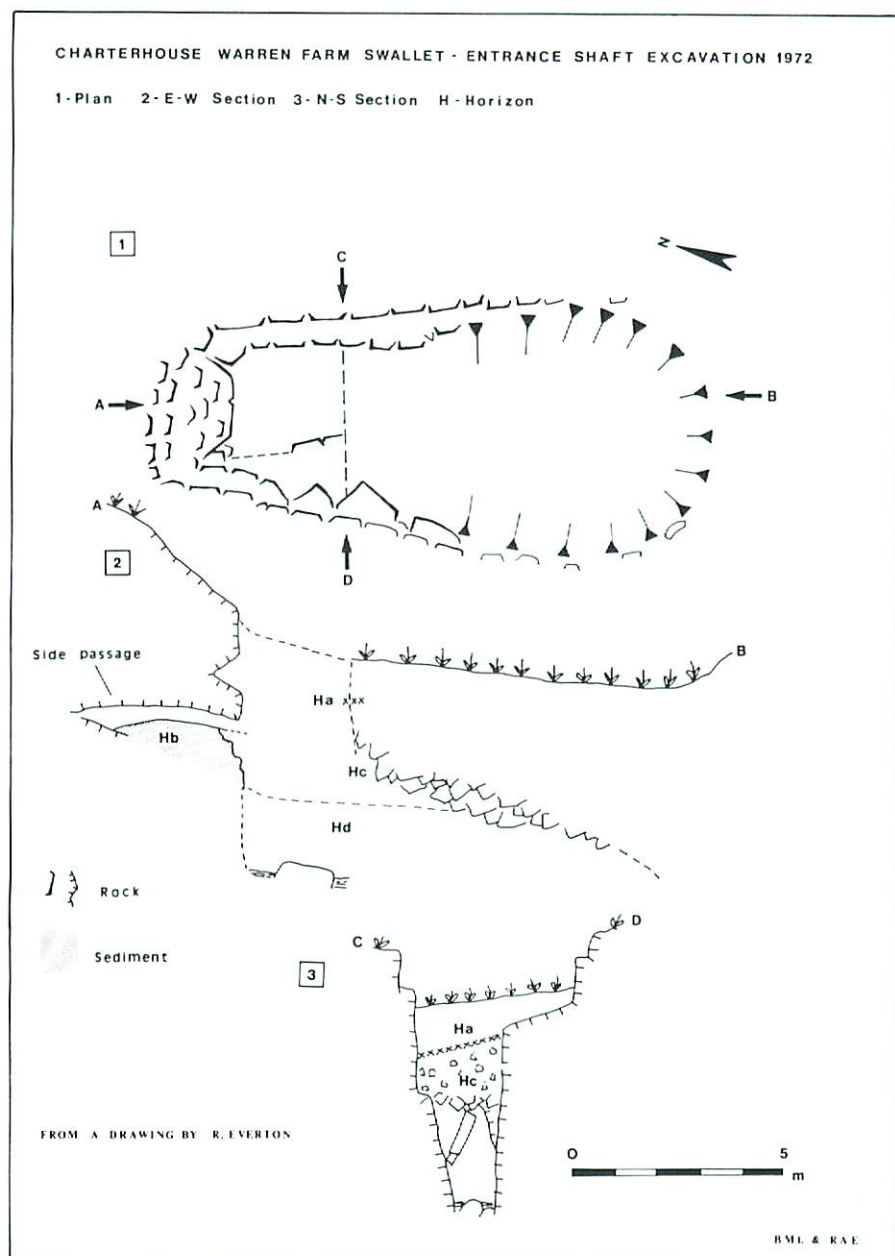 CHARTERHOUSE WARREN FARM SWALLET - ENTRANCE SHAFT EXCAVATION 1972
1-Plan 2-E-W Section 3-N-S Section H-Horizon
1
C
N
A
B
D
A
2
B
Side passage
Ha xxx
Hb
Hc
Hd
Rock
Sediment
C
D
3
Ha
Hc
FROM A DRAWING BY R. EVERTON
0 5
m
BML & RAE